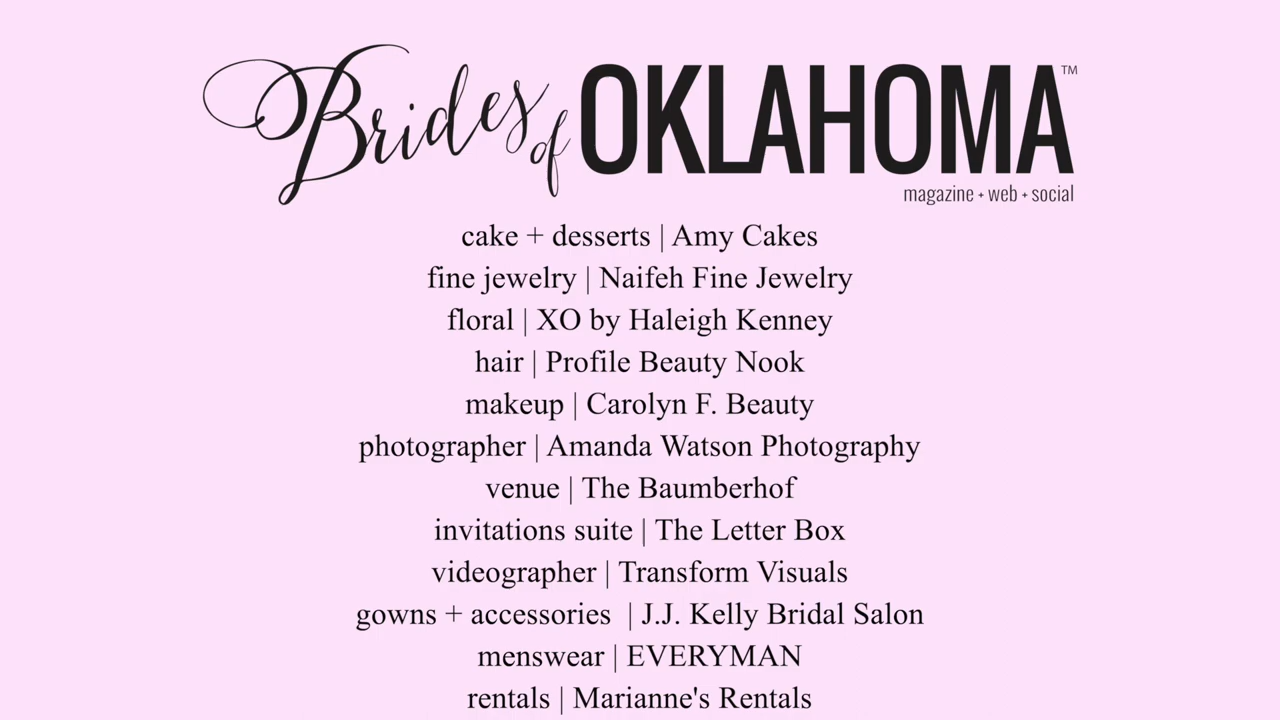 Brides of OKLAHOMA™
magazine + web + social
cake + desserts | Amy Cakes
fine jewelry | Naifeh Fine Jewelry
floral | XO by Haleigh Kenney
hair | Profile Beauty Nook
makeup | Carolyn F. Beauty
photographer | Amanda Watson Photography
venue | The Baumberhof
invitations suite | The Letter Box
videographer | Transform Visuals
gowns + accessories  | J.J. Kelly Bridal Salon
menswear | EVERYMAN
rentals | Marianne's Rentals